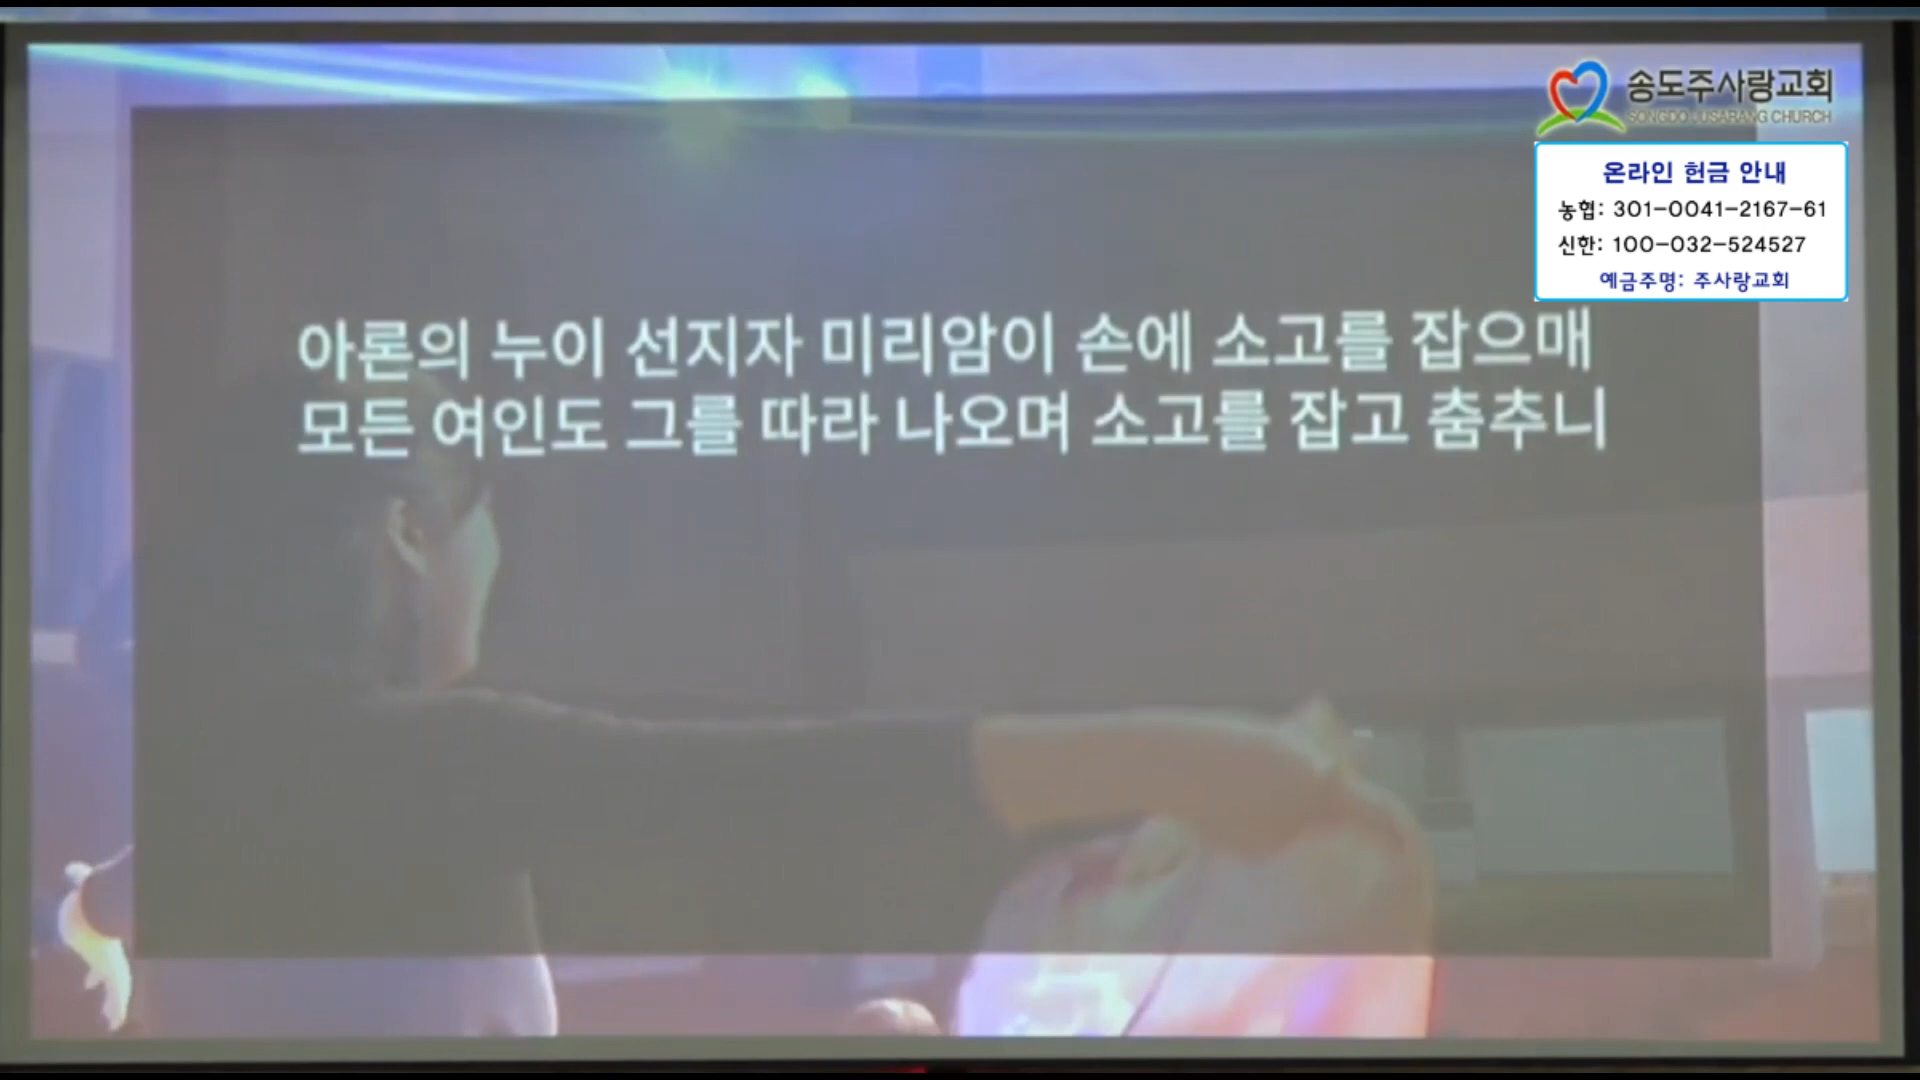 송도주사랑교회
SONGDO JUSARANG CHURCH
온라인 헌금 안내
농협: 301-0041-2167-61
신한: 100-032-524527
예금주명: 주사랑교회
아론의 누이 선지자 미리암이 손에 소고를 잡으매
모든 여인도 그를 따라 나오며 소고를 잡고 춤추니